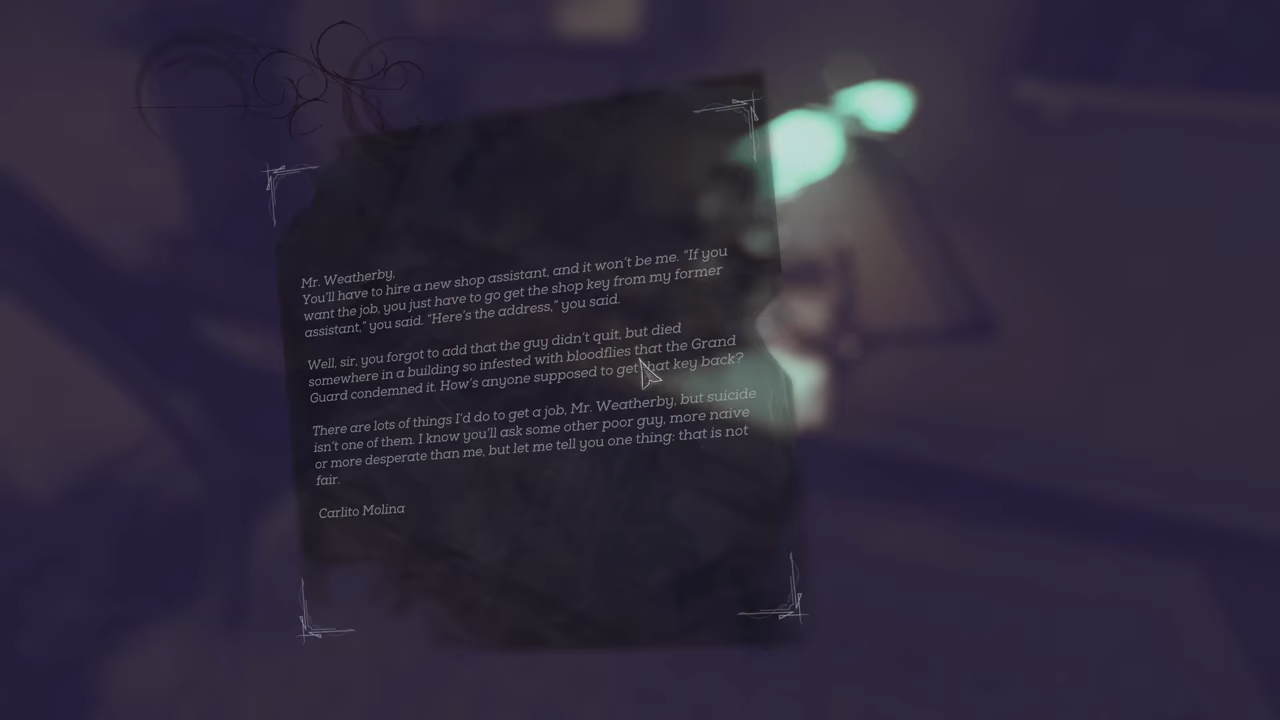 Mr. Weatherby,
You'll have to hire a new shop assistant, and it won't be me. "If you
want the job, you just have to go get the shop key from my former
assistant," you said. "Here's the address," you said.
Well, sir, you forgot to add that the guy didn't quit, but died
somewhere in a building so infested with bloodflies that the Grand
Guard condemned it. How's anyone supposed to get that key back?
There are lots of things I'd do to get a job, Mr. Weatherby, but suicide
isn't one of them. I know you'll ask some other poor guy, more naive
or more desperate than me, but let me tell you one thing: that is not
fair.
Carlito Molina